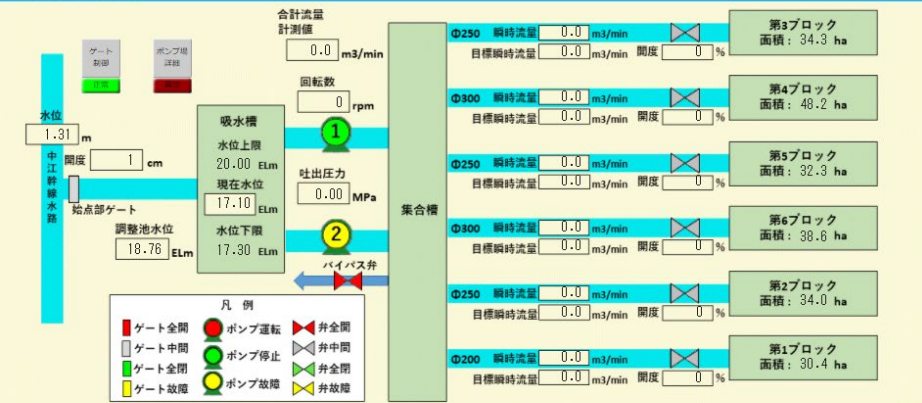 合計流量
計測値
0.0 m3/min
ゲート
制御
正常
ポンプ場
詳細
回転数
0 rpm
水位
1.31 m
中江幹線水路
開度 1 cm
始点部ゲート
調整池水位
18.76 ELm
吸水槽
水位上限
20.00 ELm
現在水位
17.10 ELm
水位下限
17.30 ELm
1
吐出圧力
0.00 MPa
2
バイパス弁
集合槽
凡 例
ゲート全開 ポンプ運転 弁全開
ゲート中間 ポンプ停止 弁中間
ゲート全閉 ポンプ故障 弁全閉
ゲート故障 弁故障
Φ250 瞬時流量 0.0 m3/min
目標瞬時流量 0.0 m3/min 開度 0 %
第3ブロック
面積: 34.3 ha
Φ300 瞬時流量 0.0 m3/min
目標瞬時流量 0.0 m3/min 開度 0 %
第4ブロック
面積: 48.2 ha
Φ250 瞬時流量 0.0 m3/min
目標瞬時流量 0.0 m3/min 開度 0 %
第5ブロック
面積: 32.3 ha
Φ300 瞬時流量 0.0 m3/min
目標瞬時流量 0.0 m3/min 開度 0 %
第6ブロック
面積: 38.6 ha
Φ250 瞬時流量 0.0 m3/min
目標瞬時流量 0.0 m3/min 開度 0 %
第2ブロック
面積: 34.0 ha
Φ200 瞬時流量 0.0 m3/min
目標瞬時流量 0.0 m3/min 開度 0 %
第1ブロック
面積: 30.4 ha